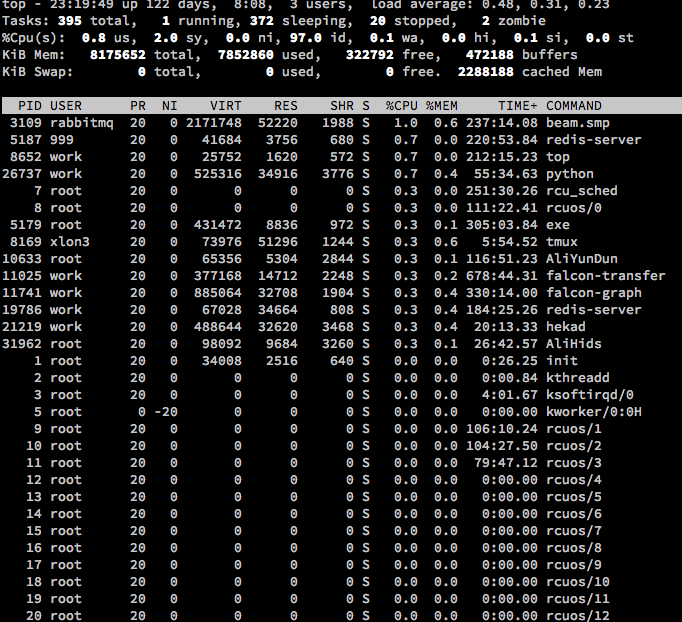 top - 23:19:49 up 122 days,  8:08,  3 users,  load average: 0.48, 0.31, 0.23
Tasks: 395 total,   1 running, 372 sleeping,  20 stopped,   2 zombie
%Cpu(s):  0.8 us,  2.0 sy,  0.0 ni, 97.0 id,  0.1 wa,  0.0 hi,  0.1 si,  0.0 st
KiB Mem:   8175652 total,  7852860 used,   322792 free,   472188 buffers
KiB Swap:        0 total,        0 used,        0 free.  2288188 cached Mem
PID USER      PR  NI    VIRT    RES    SHR S  %CPU %MEM     TIME+ COMMAND
3109 rabbitmq  20   0 2171748  52220   1988 S   1.0  0.6 237:14.08 beam.smp
5187 999       20   0   41684   3756    680 S   0.7  0.0 220:53.84 redis-server
8652 work      20   0   25752   1620    572 S   0.7  0.0 212:15.23 top
26737 work      20   0  525316  34916   3776 S   0.7  0.4  55:34.63 python
7 root      20   0       0      0      0 S   0.3  0.0 251:30.26 rcu_sched
8 root      20   0       0      0      0 S   0.3  0.0 111:22.41 rcuos/0
5179 root      20   0  431472   8836    972 S   0.3  0.1 305:03.84 exe
8169 xlon3     20   0   73976  51296   1244 S   0.3  0.6   5:54.52 tmux
10633 root      20   0   65356   5304   2844 S   0.3  0.1 116:51.23 AliYunDun
11025 work      20   0  377168  14712   2248 S   0.3  0.2 678:44.31 falcon-transfer
11741 work      20   0  885064  32708   1904 S   0.3  0.4 330:14.00 falcon-graph
19786 work      20   0   67028  34664    808 S   0.3  0.4 184:25.26 redis-server
21219 work      20   0  488644  32620   3468 S   0.3  0.4  20:13.33 hekad
31962 root      20   0   98092   9684   3260 S   0.3  0.1  26:42.57 AliHids
1 root      20   0   34008   2516    640 S   0.0  0.0   0:26.25 init
2 root      20   0       0      0      0 S   0.0  0.0   0:00.84 kthreadd
3 root      20   0       0      0      0 S   0.0  0.0   4:01.67 ksoftirqd/0
5 root       0 -20       0      0      0 S   0.0  0.0   0:00.00 kworker/0:0H
9 root      20   0       0      0      0 S   0.0  0.0 106:10.24 rcuos/1
10 root      20   0       0      0      0 S   0.0  0.0 104:27.50 rcuos/2
11 root      20   0       0      0      0 S   0.0  0.0  79:47.12 rcuos/3
12 root      20   0       0      0      0 S   0.0  0.0   0:00.00 rcuos/4
13 root      20   0       0      0      0 S   0.0  0.0   0:00.00 rcuos/5
14 root      20   0       0      0      0 S   0.0  0.0   0:00.00 rcuos/6
15 root      20   0       0      0      0 S   0.0  0.0   0:00.00 rcuos/7
16 root      20   0       0      0      0 S   0.0  0.0   0:00.00 rcuos/8
17 root      20   0       0      0      0 S   0.0  0.0   0:00.00 rcuos/9
18 root      20   0       0      0      0 S   0.0  0.0   0:00.00 rcuos/10
19 root      20   0       0      0      0 S   0.0  0.0   0:00.00 rcuos/11
20 root      20   0       0      0      0 S   0.0  0.0   0:00.00 rcuos/12